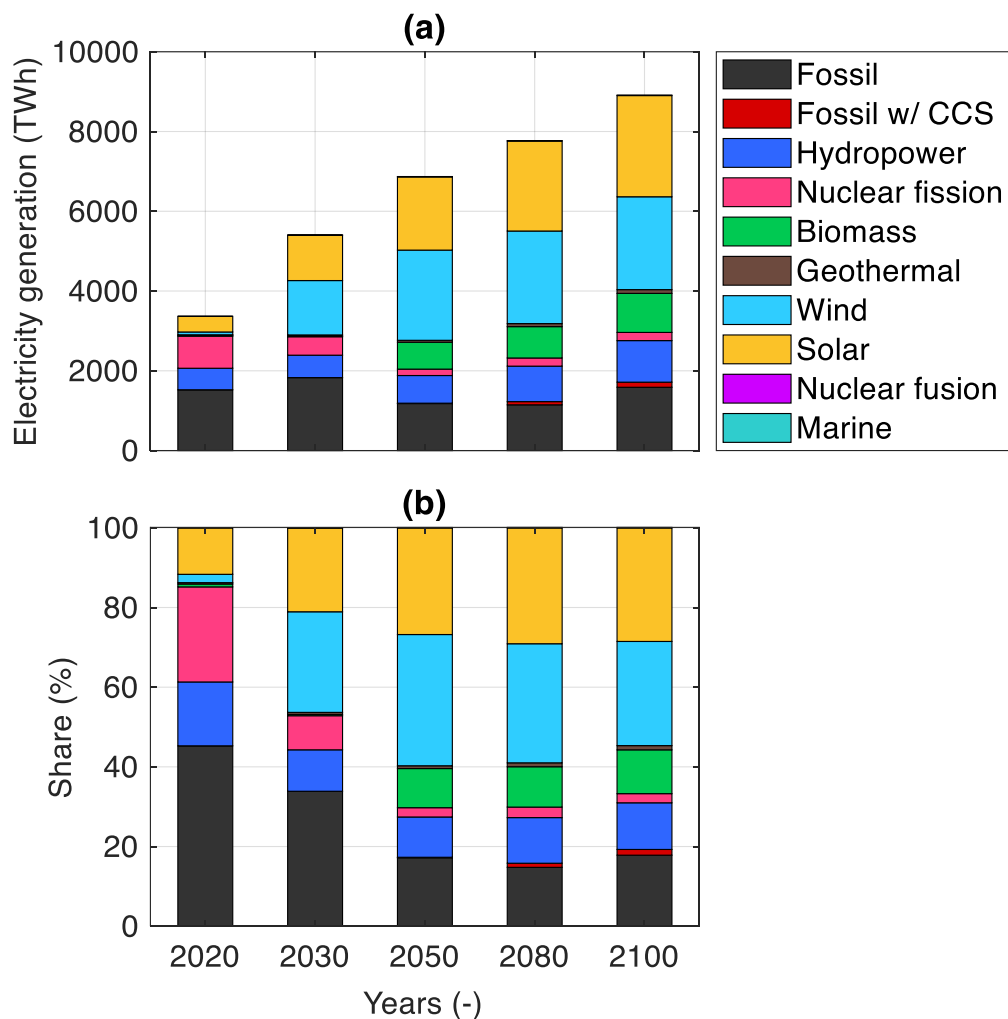 (a)
Electricity generation (TWh)
10000
8000
6000
4000
2000
0
Fossil
Fossil w/ CCS
Hydropower
Nuclear fission
Biomass
Geothermal
Wind
Solar
Nuclear fusion
Marine
(b)
Share (%)
100
80
60
40
20
0
2020 2030 2050 2080 2100
Years (-)